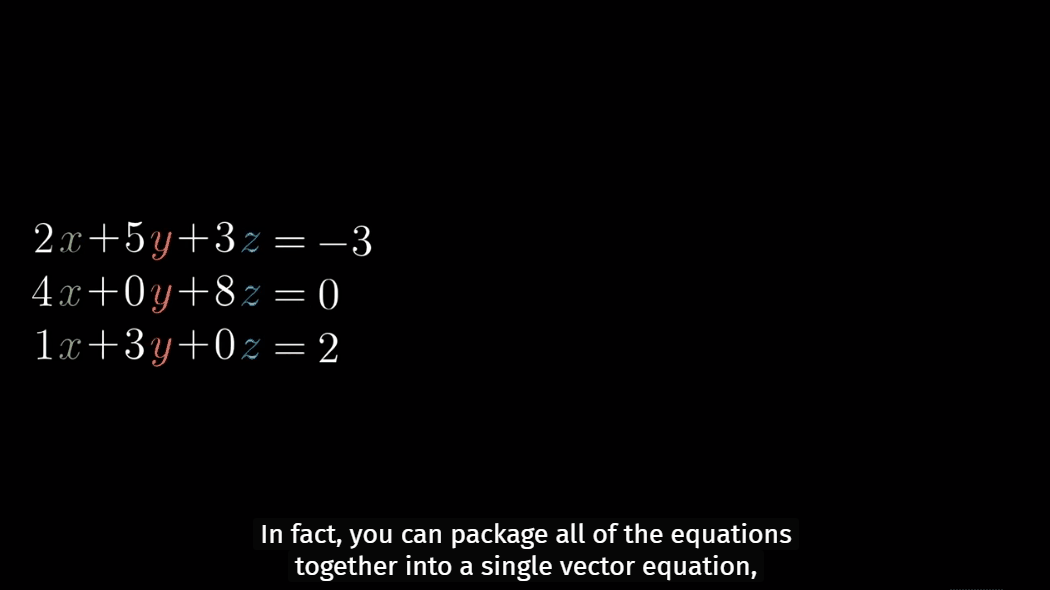 2x+5y+3z = −3
4x+0y+8z = 0
1x+3y+0z = 2
In fact, you can package all of the equations
together into a single vector equation,